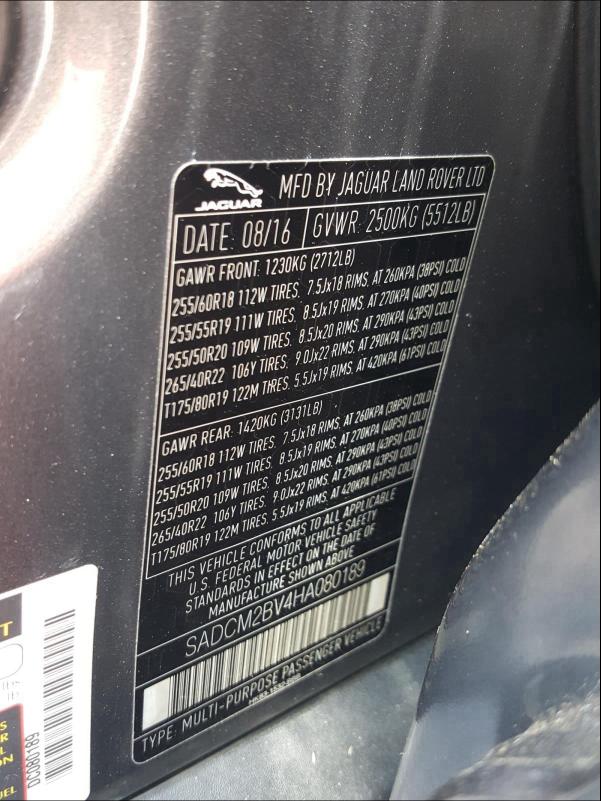 JAGUAR
MFD BY JAGUAR LAND ROVER LTD
DATE: 08/16 GVWR: 2500KG (5512LB)
GAWR FRONT: 1230KG (2712LB)
255/60R18 112W TIRES. 7.5Jx18 RIMS, AT 260KPA (38PSI) COLD
255/55R19 111W TIRES. 8.5Jx19 RIMS, AT 270KPA (40PSI) COLD
255/50R20 109W TIRES. 8.5Jx20 RIMS, AT 290KPA (43PSI) COLD
265/40R22 106Y TIRES. 9.0Jx22 RIMS, AT 290KPA (43PSI) COLD
T175/80R19 122M TIRES. 5.5Jx19 RIMS, AT 420KPA (61PSI) COLD
GAWR REAR: 1420KG (3131LB)
255/60R18 112W TIRES. 7.5Jx18 RIMS, AT 260KPA (38PSI) COLD
255/55R19 111W TIRES. 8.5Jx19 RIMS, AT 270KPA (40PSI) COLD
255/50R20 109W TIRES. 8.5Jx20 RIMS, AT 290KPA (43PSI) COLD
265/40R22 106Y TIRES. 9.0Jx22 RIMS, AT 290KPA (43PSI) COLD
T175/80R19 122M TIRES. 5.5Jx19 RIMS, AT 420KPA (61PSI) COLD
THIS VEHICLE CONFORMS TO ALL APPLICABLE
U.S. FEDERAL MOTOR VEHICLE SAFETY
STANDARDS IN EFFECT ON THE DATE OF
MANUFACTURE SHOWN ABOVE
SADCM2BV4HA080189
TYPE: MULTI-PURPOSE PASSENGER VEHICLE
T
S
R
L
ON
UEL
DC080189